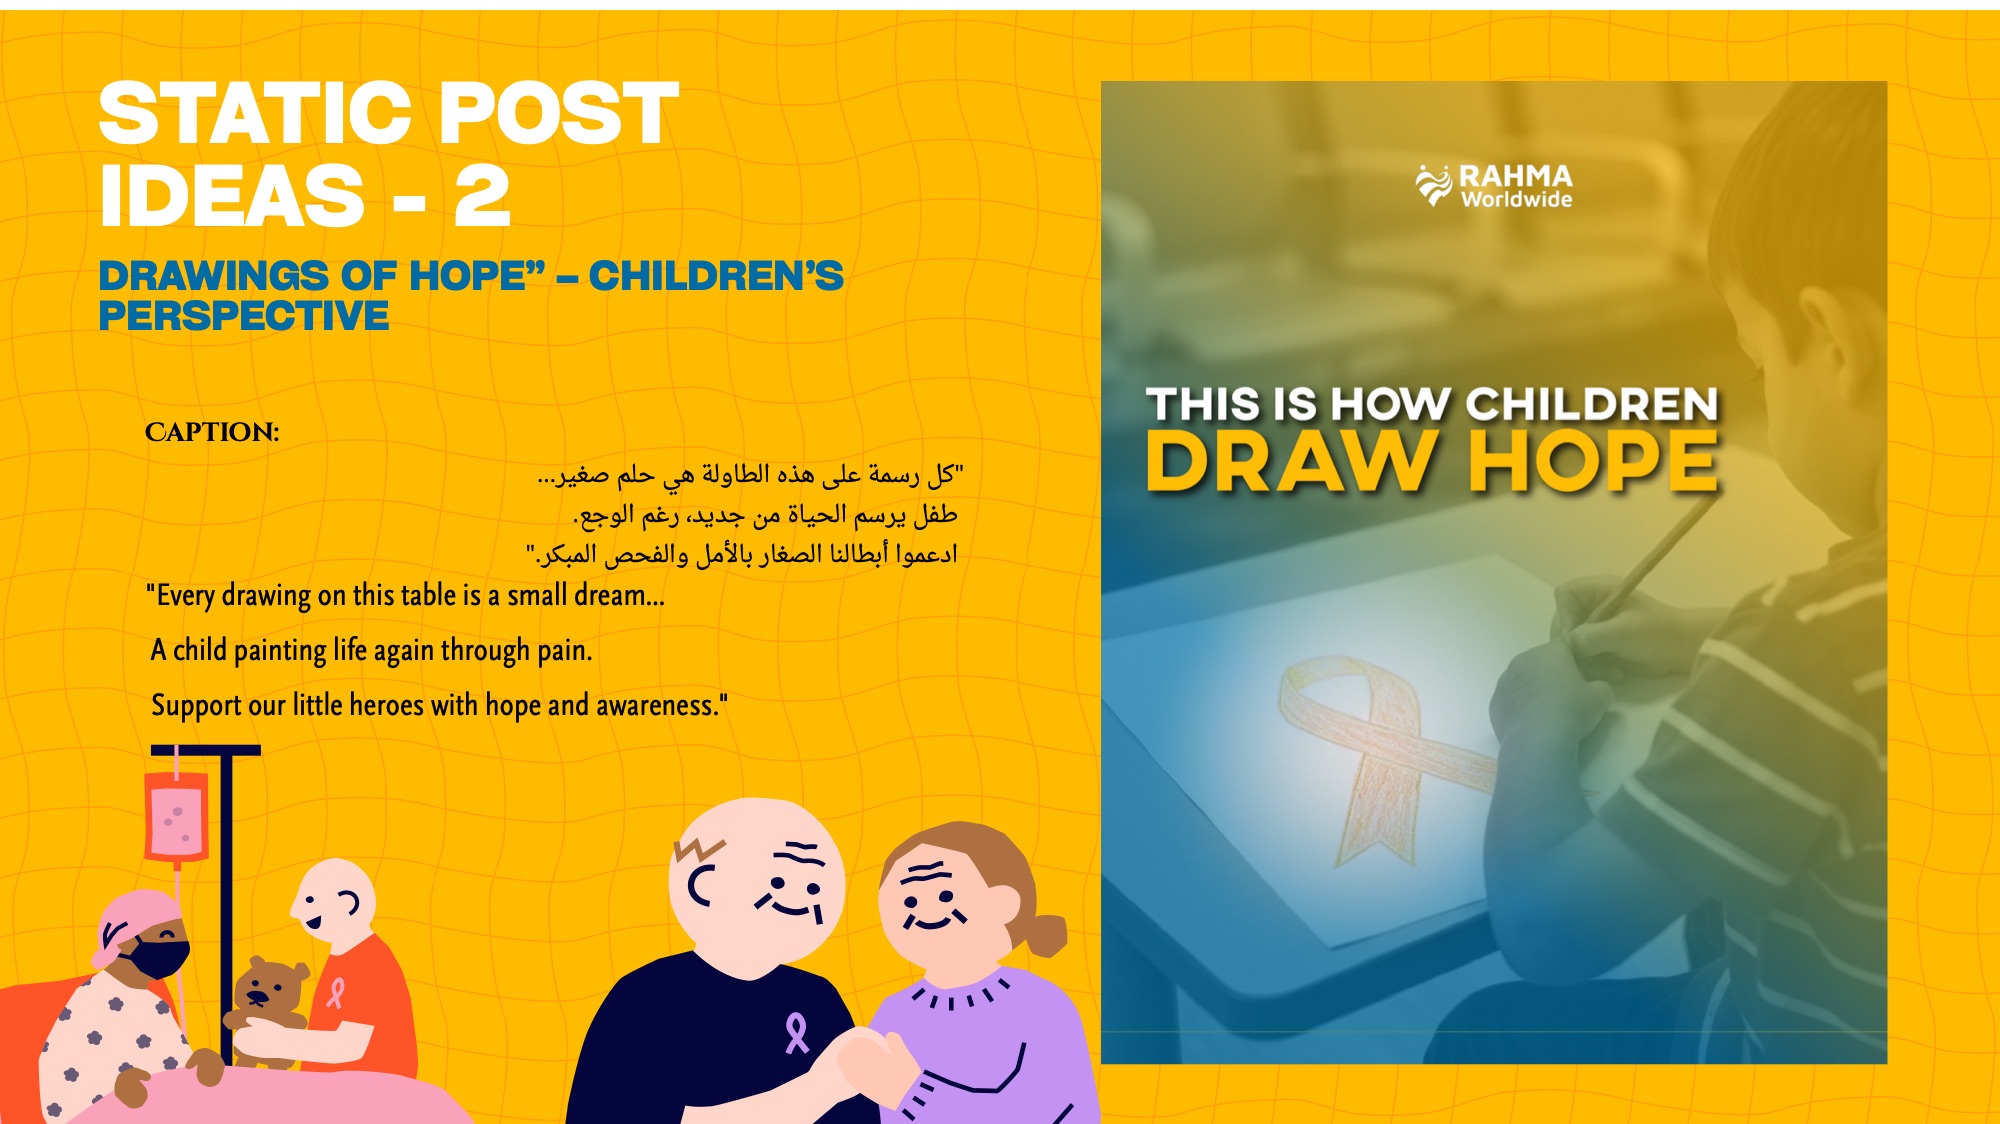 STATIC POST
IDEAS - 2
DRAWINGS OF HOPE” – CHILDREN’S
PERSPECTIVE
CAPTION:
"كل رسمة على هذه الطاولة هي حلم صغير...
طفل يرسم الحياة من جديد، رغم الوجع.
ادعموا أبطالنا الصغار بالأمل والفحص المبكر."
"Every drawing on this table is a small dream...
A child painting life again through pain.
Support our little heroes with hope and awareness."
RAHMA
Worldwide
THIS IS HOW CHILDREN
DRAW HOPE